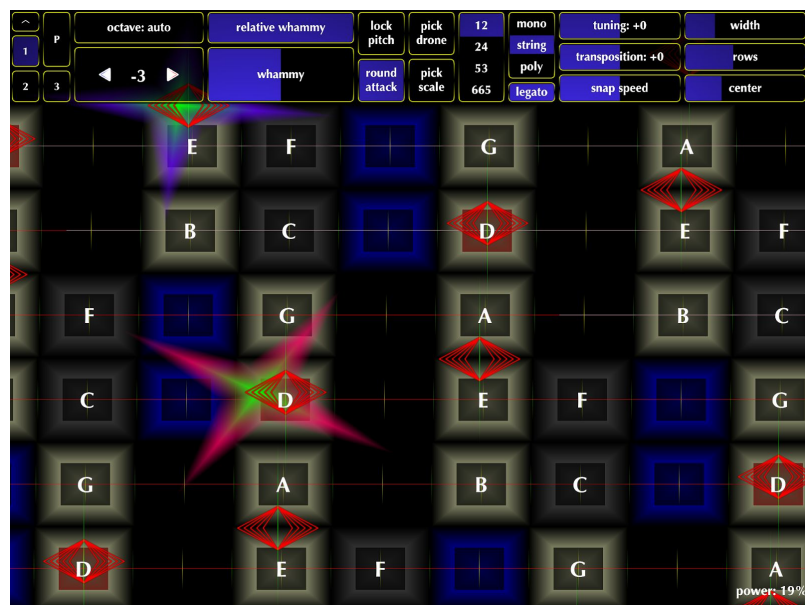 ^
1
2
P
3
octave: auto
-3
relative whammy
whammy
lock
pitch
round
attack
pick
drone
pick
scale
12
24
53
665
mono
string
poly
legato
tuning: +0
transposition: +0
snap speed
width
rows
center
E F G A
B C D E F
F G A B C
C D E F G
G A B C D
D E F G A
power: 19%